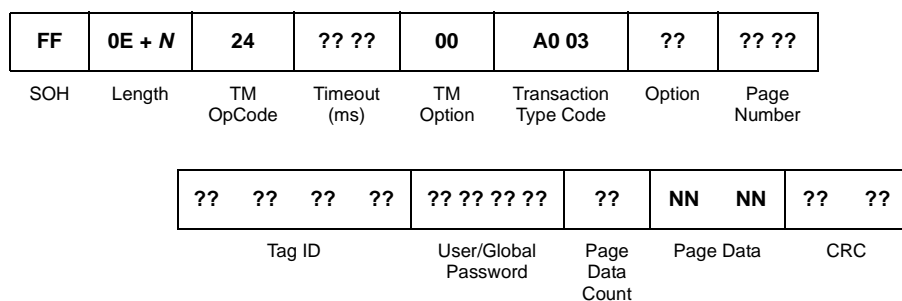 FF 0E + N 24 ?? ?? 00 A0 03 ?? ?? ??
SOH Length TM OpCode Timeout (ms) TM Option Transaction Type Code Option Page Number
?? ?? ?? ?? ?? ?? ?? ?? ?? NN NN ?? ??
Tag ID User/Global Password Page Data Count Page Data CRC